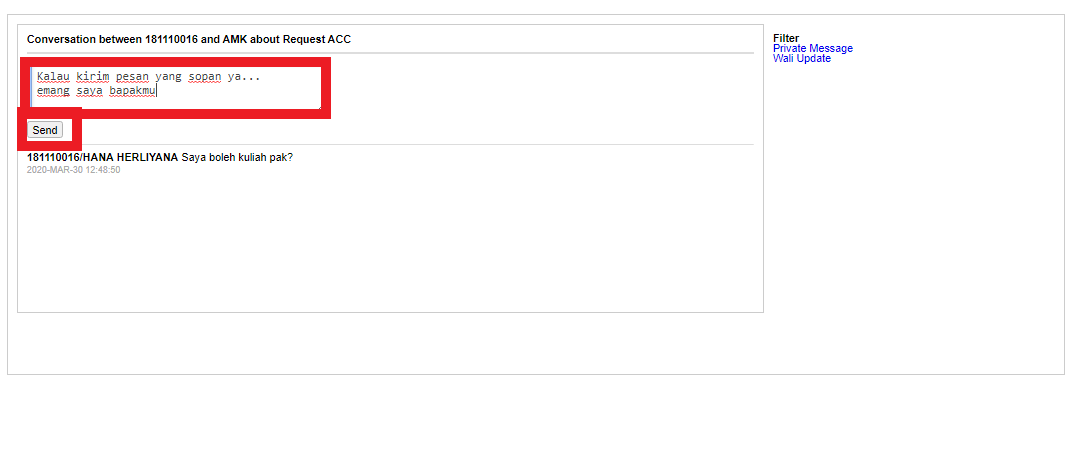 Conversation between 181110016 and AMK about Request ACC
Kalau kirim pesan yang sopan ya...
emang saya bapakmu
Send
181110016/HANA HERLIYANA Saya boleh kuliah pak?
2020-MAR-30 12:48:50
Filter
Private Message
Wali Update